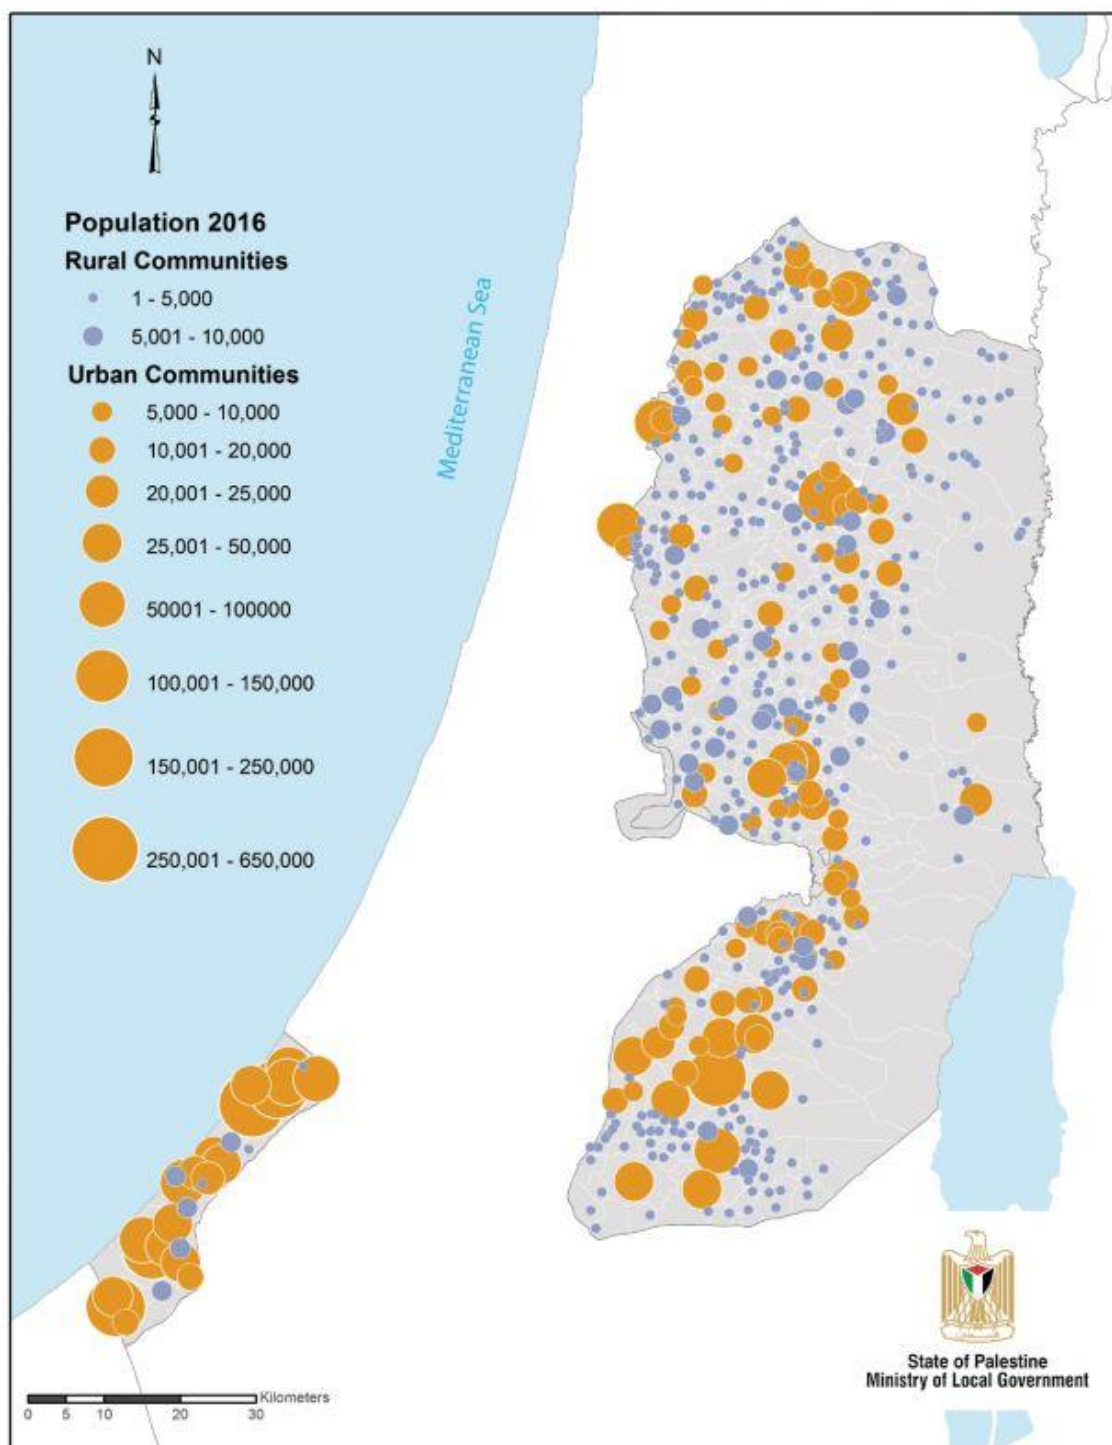 N
Population 2016
Rural Communities
1 - 5,000
5,001 - 10,000
Urban Communities
5,000 - 10,000
10,001 - 20,000
20,001 - 25,000
25,001 - 50,000
50001 - 100000
100,001 - 150,000
150,001 - 250,000
250,001 - 650,000
Mediterranean Sea
State of Palestine
Ministry of Local Government
Kilometers
0 5 10 20 30